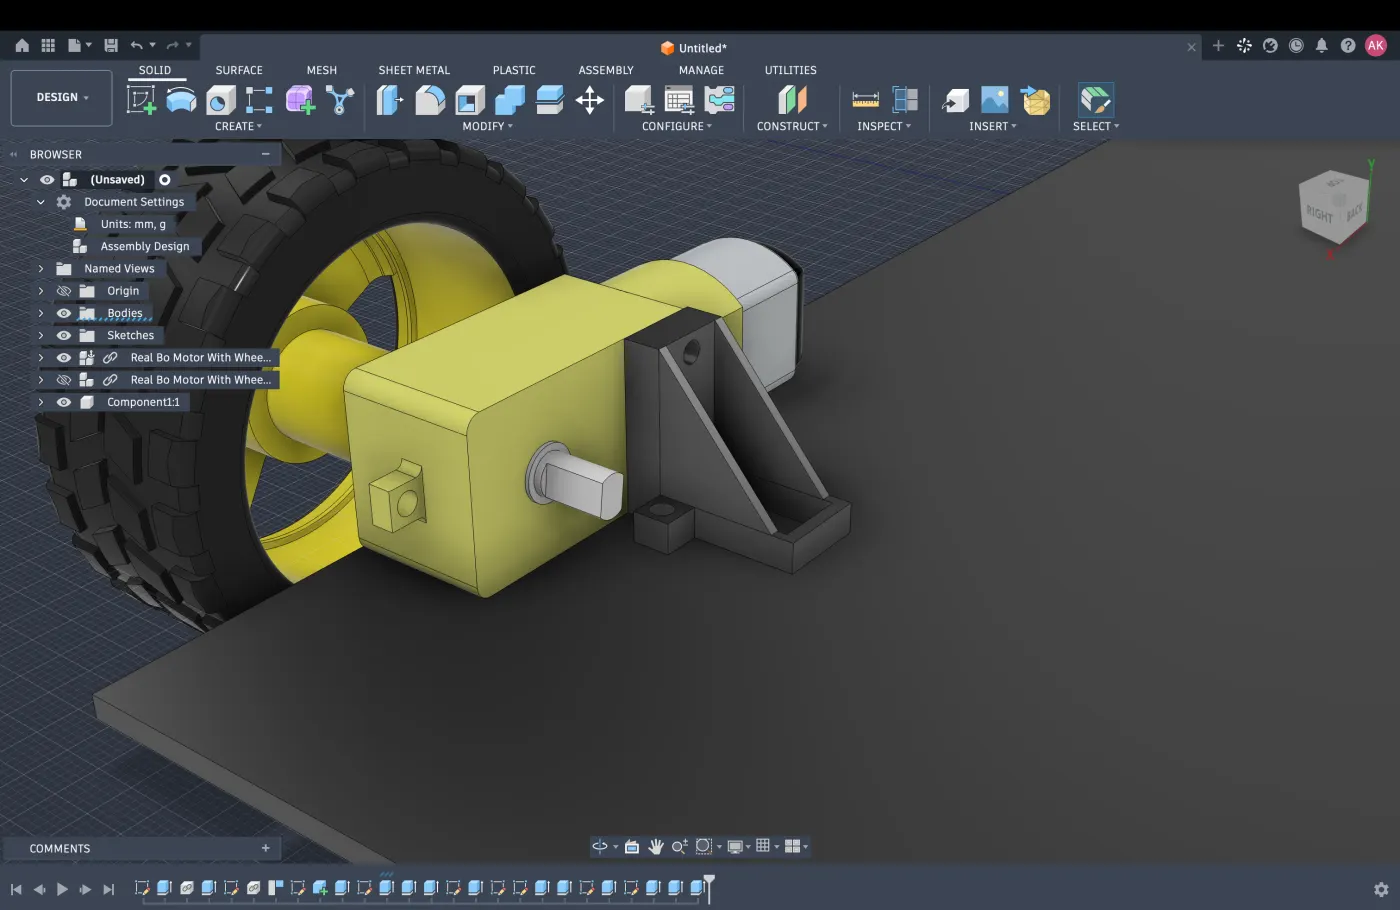 Untitled*
AK
DESIGN
SOLID
SURFACE
MESH
SHEET METAL
PLASTIC
ASSEMBLY
MANAGE
UTILITIES
CREATE
MODIFY
CONFIGURE
CONSTRUCT
INSPECT
INSERT
SELECT
BROWSER
(Unsaved)
Document Settings
Units: mm, g
Assembly Design
Named Views
Origin
Bodies
Sketches
Real Bo Motor With Whee...
Real Bo Motor With Whee...
Component1:1
Y
RIGHT
BACK
COMMENTS